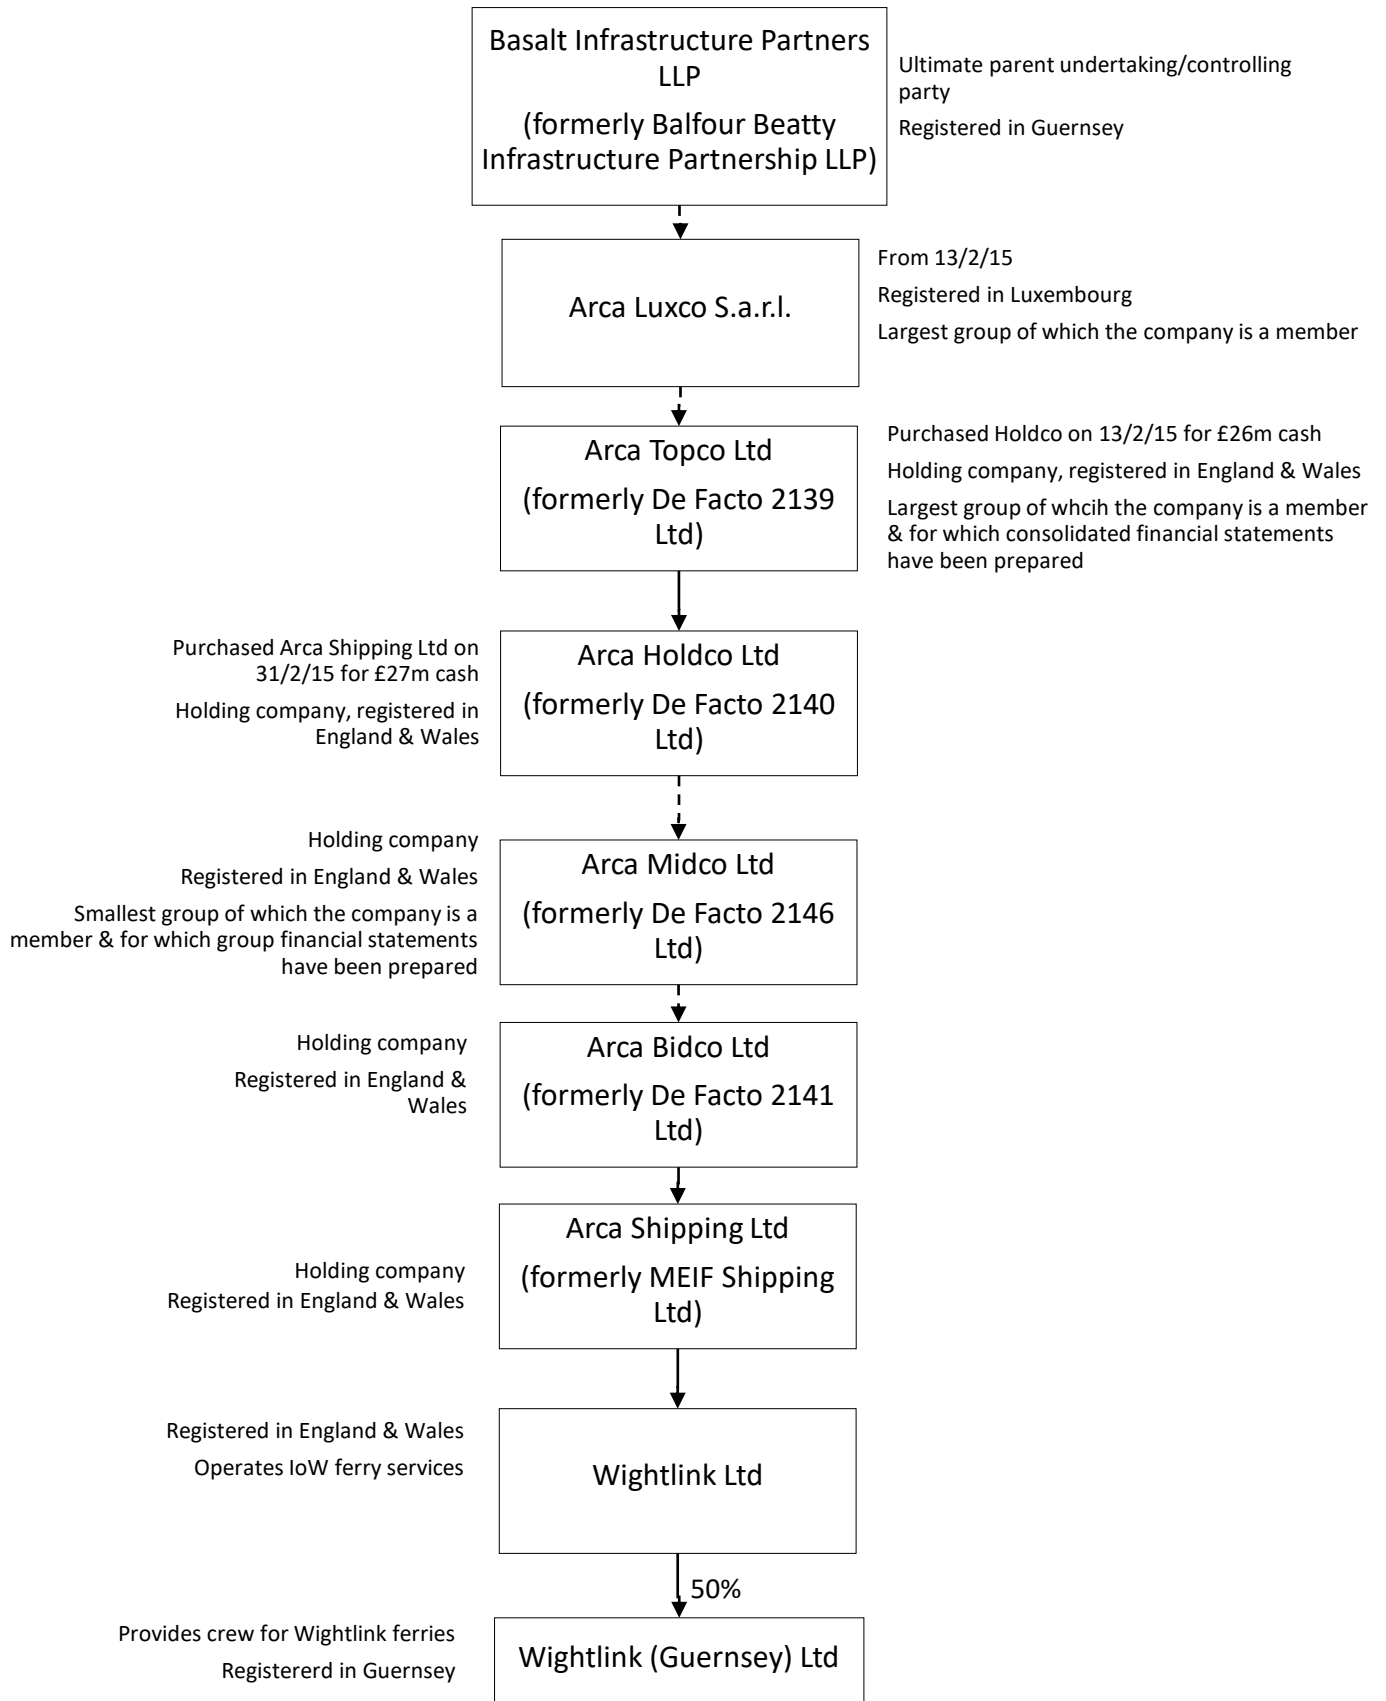 Basalt Infrastructure Partners
LLP
(formerly Balfour Beatty
Infrastructure Partnership LLP)
Ultimate parent undertaking/controlling
party
Registered in Guernsey
Arca Luxco S.a.r.l.
From 13/2/15
Registered in Luxembourg
Largest group of which the company is a member
Arca Topco Ltd
(formerly De Facto 2139
Ltd)
Purchased Holdco on 13/2/15 for £26m cash
Holding company, registered in England & Wales
Largest group of whcih the company is a member
& for which consolidated financial statements
have been prepared
Purchased Arca Shipping Ltd on
31/2/15 for £27m cash
Holding company, registered in
England & Wales
Arca Holdco Ltd
(formerly De Facto 2140
Ltd)
Holding company
Registered in England & Wales
Smallest group of which the company is a
member & for which group financial statements
have been prepared
Arca Midco Ltd
(formerly De Facto 2146
Ltd)
Holding company
Registered in England &
Wales
Arca Bidco Ltd
(formerly De Facto 2141
Ltd)
Holding company
Registered in England & Wales
Arca Shipping Ltd
(formerly MEIF Shipping
Ltd)
Registered in England & Wales
Operates IoW ferry services
Wightlink Ltd
50%
Provides crew for Wightlink ferries
Registererd in Guernsey
Wightlink (Guernsey) Ltd